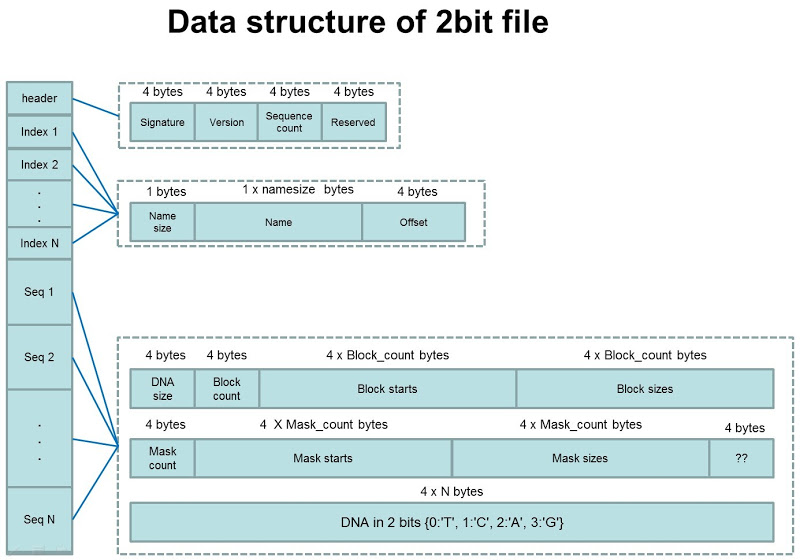 Data structure of 2bit file
header
Index 1
Index 2
.
.
.
Index N
Seq 1
Seq 2
.
.
.
Seq N
4 bytes 4 bytes 4 bytes 4 bytes
Signature Version Sequence count Reserved
1 bytes 1 x namesize bytes 4 bytes
Name size Name Offset
4 bytes 4 bytes 4 x Block_count bytes 4 x Block_count bytes
DNA size Block count Block starts Block sizes
4 bytes 4 X Mask_count bytes 4 x Mask_count bytes 4 bytes
Mask count Mask starts Mask sizes ??
4 x N bytes
DNA in 2 bits {0:'T', 1:'C', 2:'A', 3:'G'}